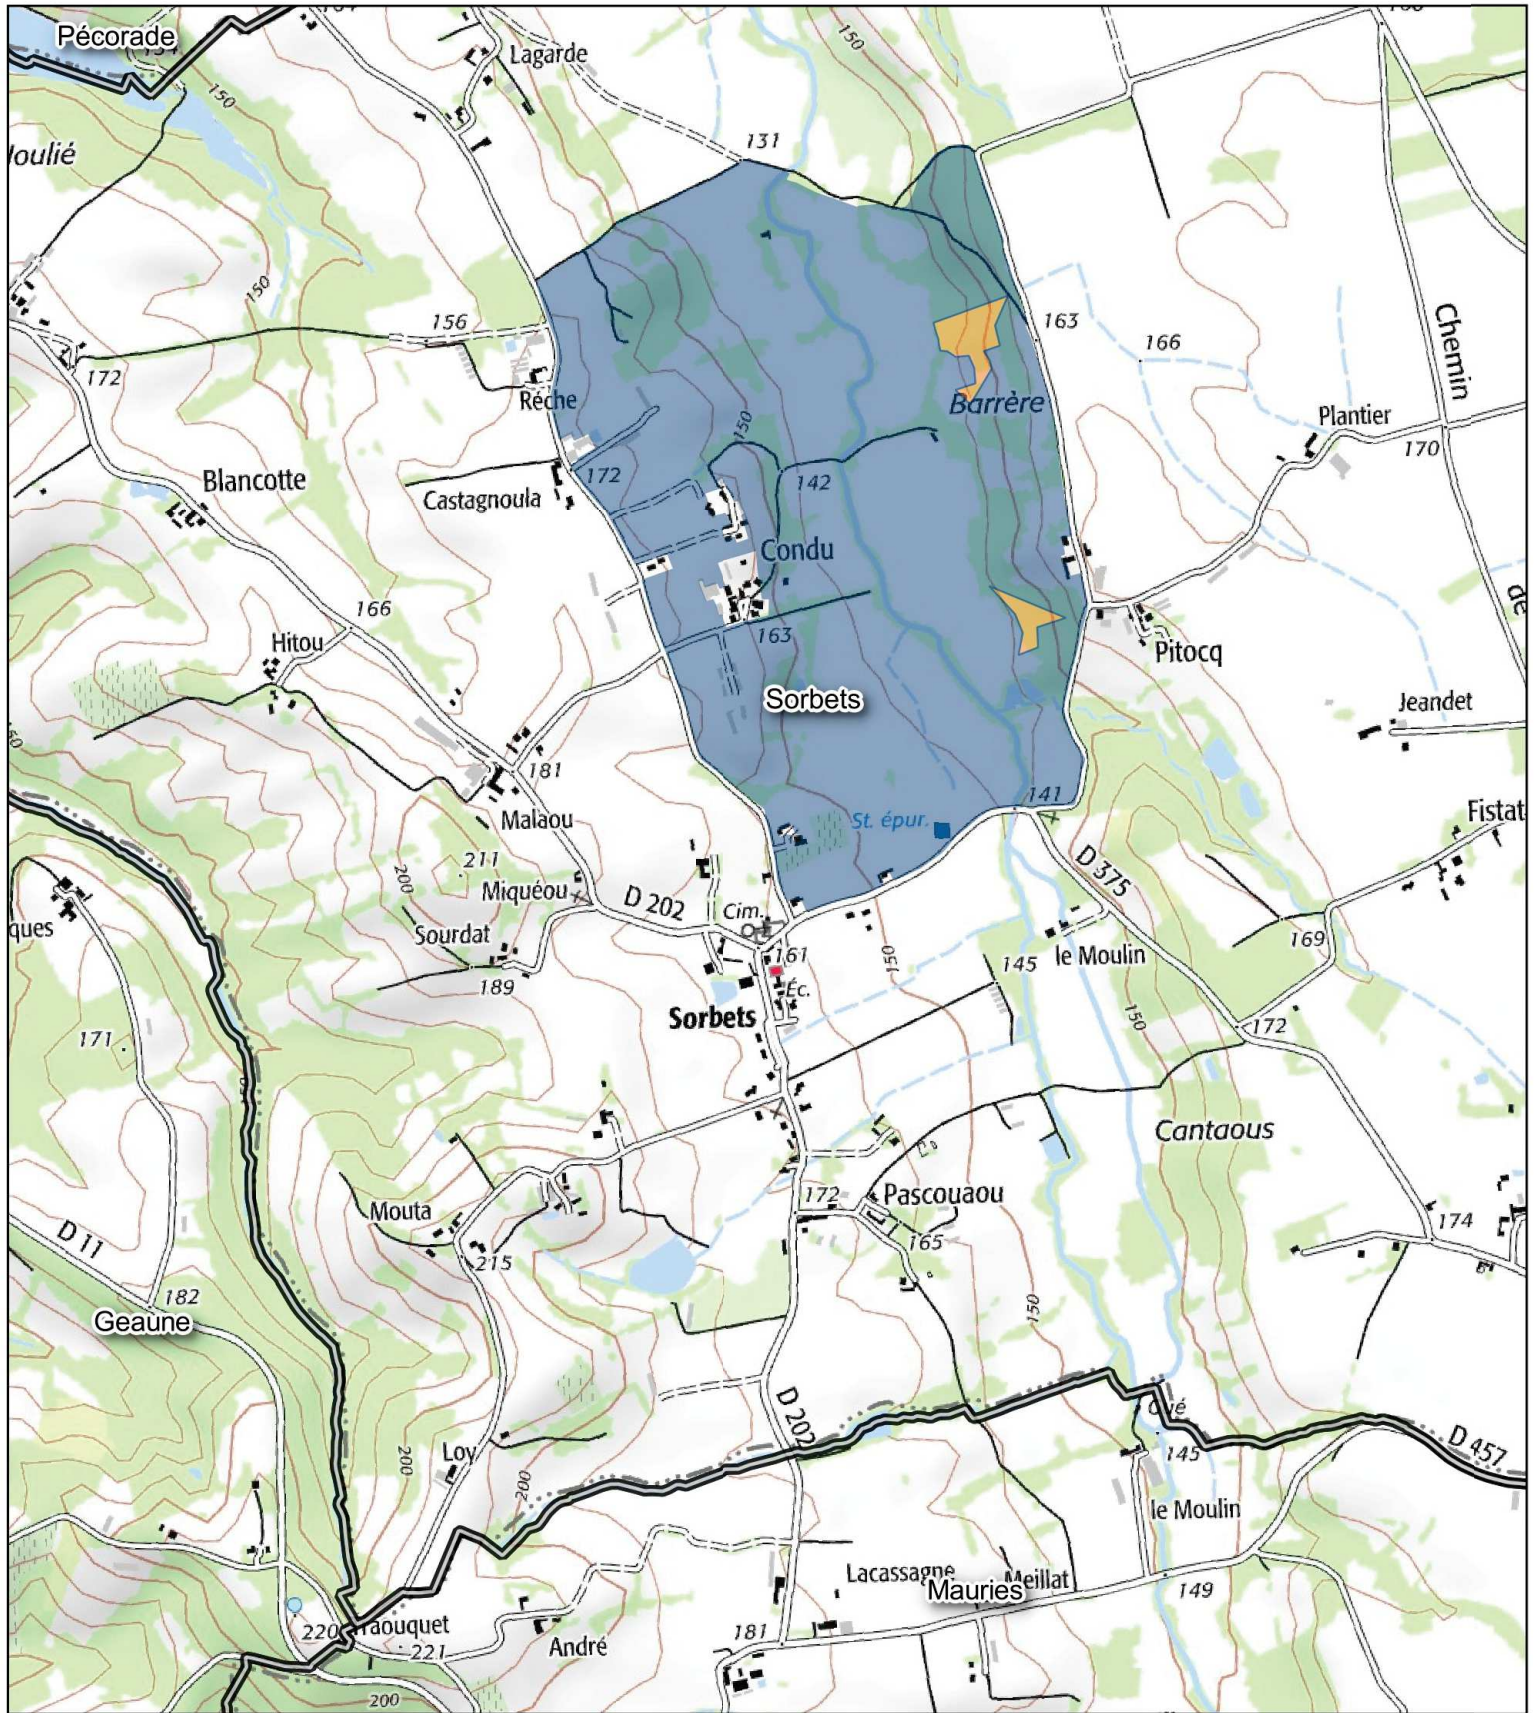 Pécorade
Lagarde
150
150
131
150
156
172
Réche
163
166
Barrère
Chemin
Plantier
170
Blancotte
Castagnoula
172
150
142
Condu
166
Hitou
163
Pitocq
de
Sorbets
Jeandet
181
Malaou
141
St. épur.
Fistat
211
200
Miquéou
D 202
D 375
Cim.
ques
Sourdat
161
150
145
le Moulin
169
189
Éc.
Sorbets
171
150
172
Cantaous
Mouta
172
Pascouaou
D 11
215
165
174
182
Geaune
150
D 202
Gué
D 457
Loy
200
200
145
le Moulin
Lacassagne
Meillat
Mauries
149
220
221
181
André
200